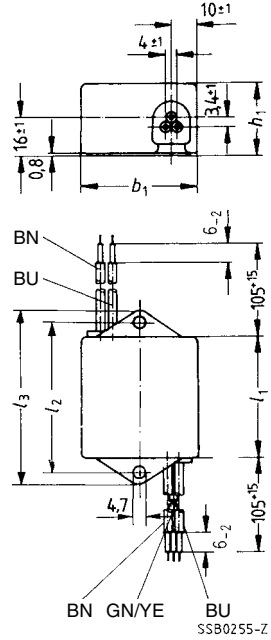 10±1
4±1
3,4±1
h1
16±1
0,8
b1
BN
BU
6-2
105+15
l3
l2
l1
4,7
6-2
105+15
BN GN/YE BU
SSB0255-Z